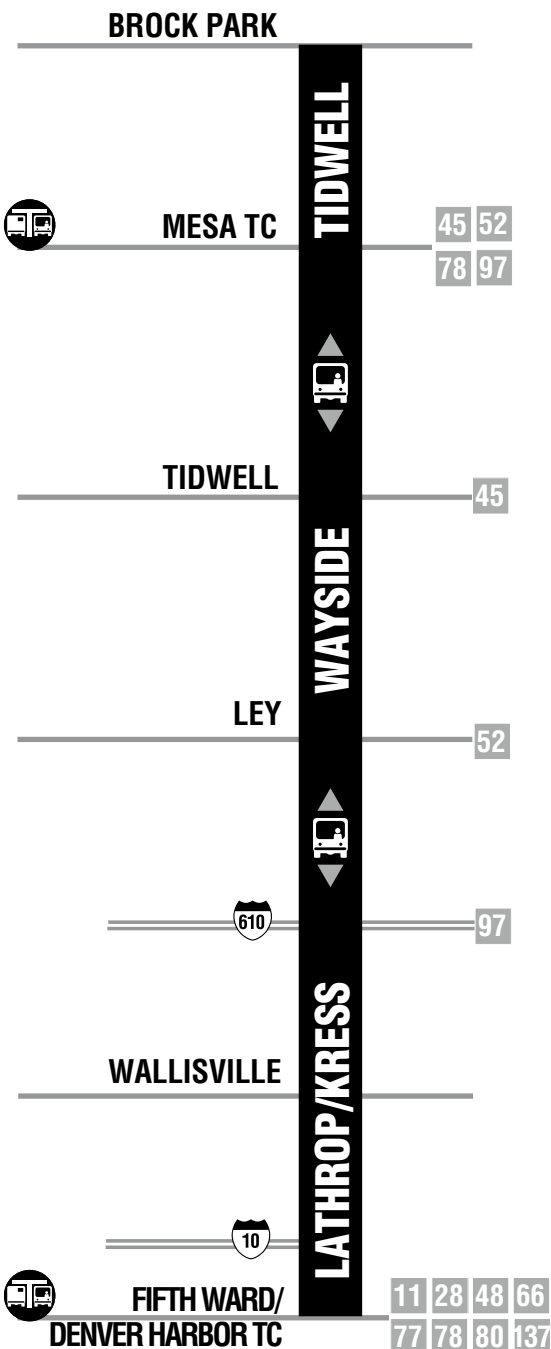 BROCK PARK
TIDWELL
MESA TC
45 52
78 97
TIDWELL
45
WAYSIDE
LEY
52
610
97
LATHROP/KRESS
WALLISVILLE
10
FIFTH WARD/
DENVER HARBOR TC
11 28 48 66
77 78 80 137